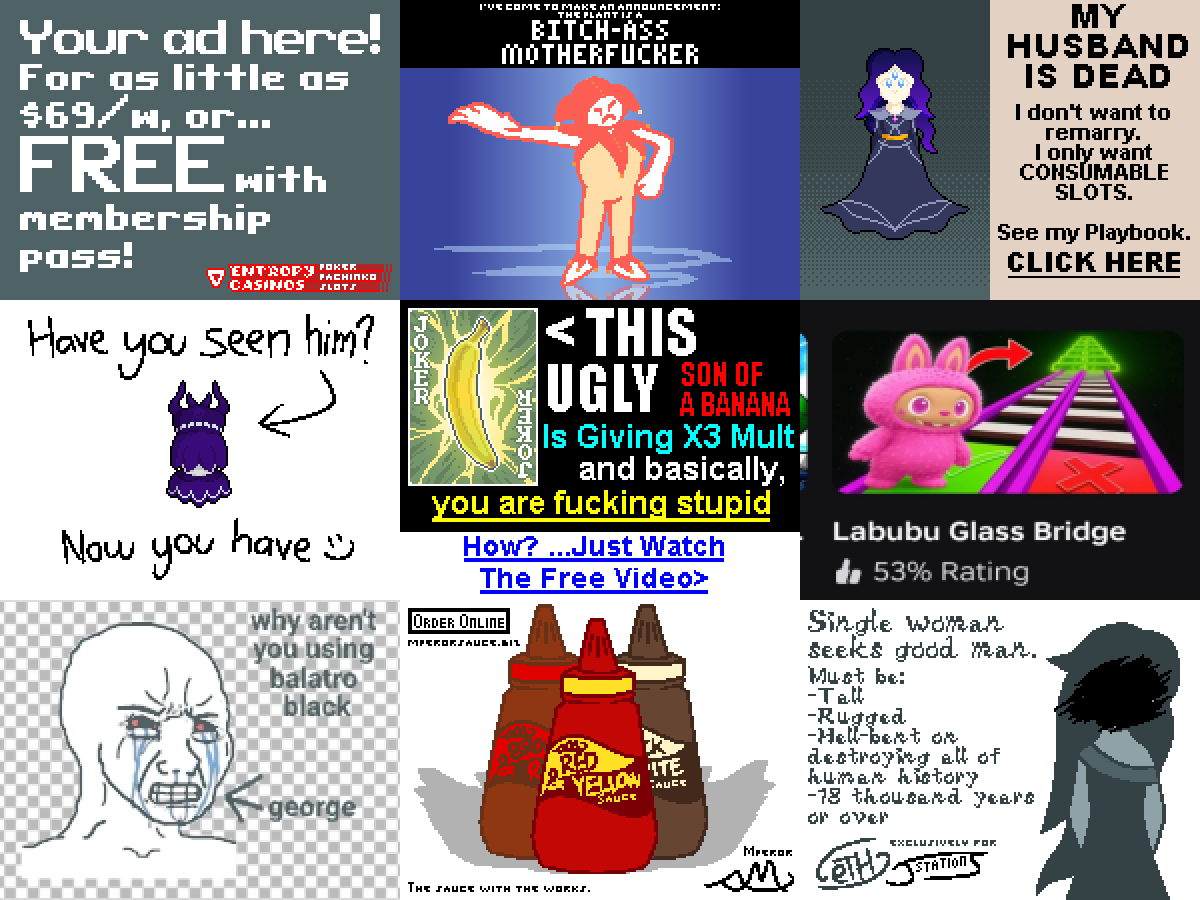 Your ad here!
For as little as
$69/w, or...
FREE with
membership
pass!
ENTROPY
CASINOS
POKER
PACHINKO
SLOTS
I'VE COME TO MAKE AN ANNOUNCEMENT:
THE PLANT IS A
BITCH-ASS
MOTHERFUCKER
MY
HUSBAND
IS DEAD
I don't want to
remarry.
I only want
CONSUMABLE
SLOTS.
See my Playbook.
CLICK HERE
Have you seen him?
Now you have :)
JOKER
JOKER
< THIS
UGLY
SON OF
A BANANA
Is Giving X3 Mult
and basically,
you are fucking stupid
How? ...Just Watch
The Free Video>
Labubu Glass Bridge
53% Rating
why aren't
you using
balatro
black
george
ORDER ONLINE
MPERORSAUCE.BIZ
RED
YELLOW
SAUCE
SAUCE
MPEROR
THE SAUCE WITH THE WORKS.
Single woman
seeks good man.
Must be:
-Tall
-Rugged
-Hell-bent on
destroying all of
human history
-18 thousand years
or over
ETH
EXCLUSIVELY FOR
JSTATION